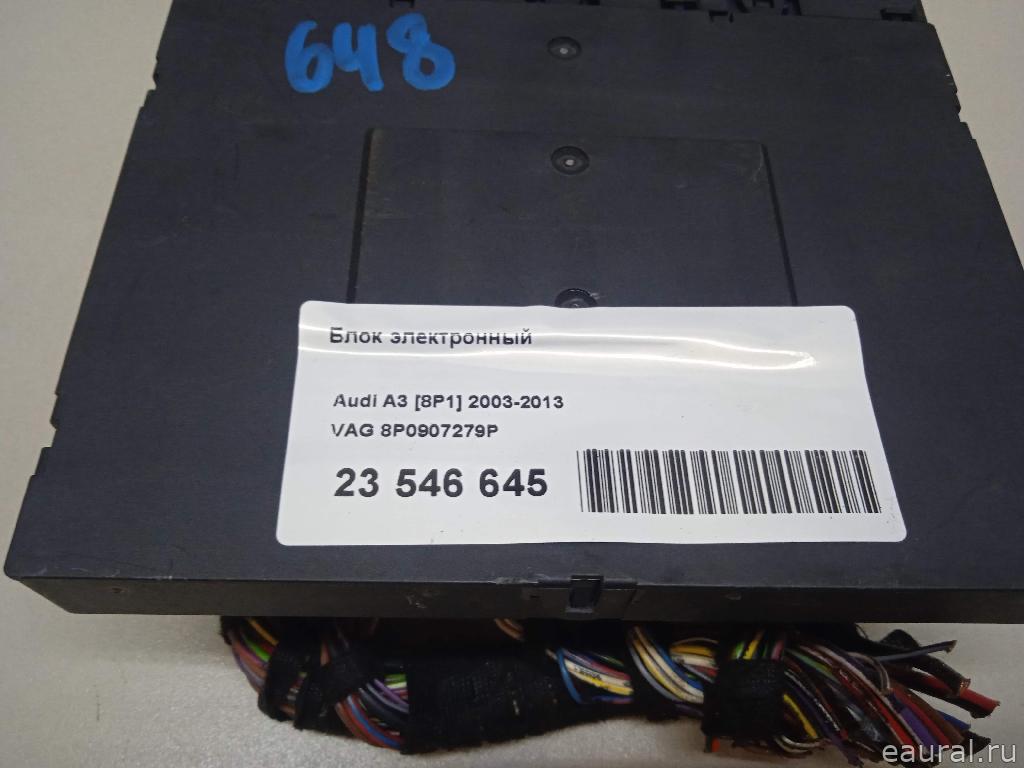 648
Блок электронный
Audi A3 [8P1] 2003-2013
VAG 8P0907279P
23 546 645
eaural.ru